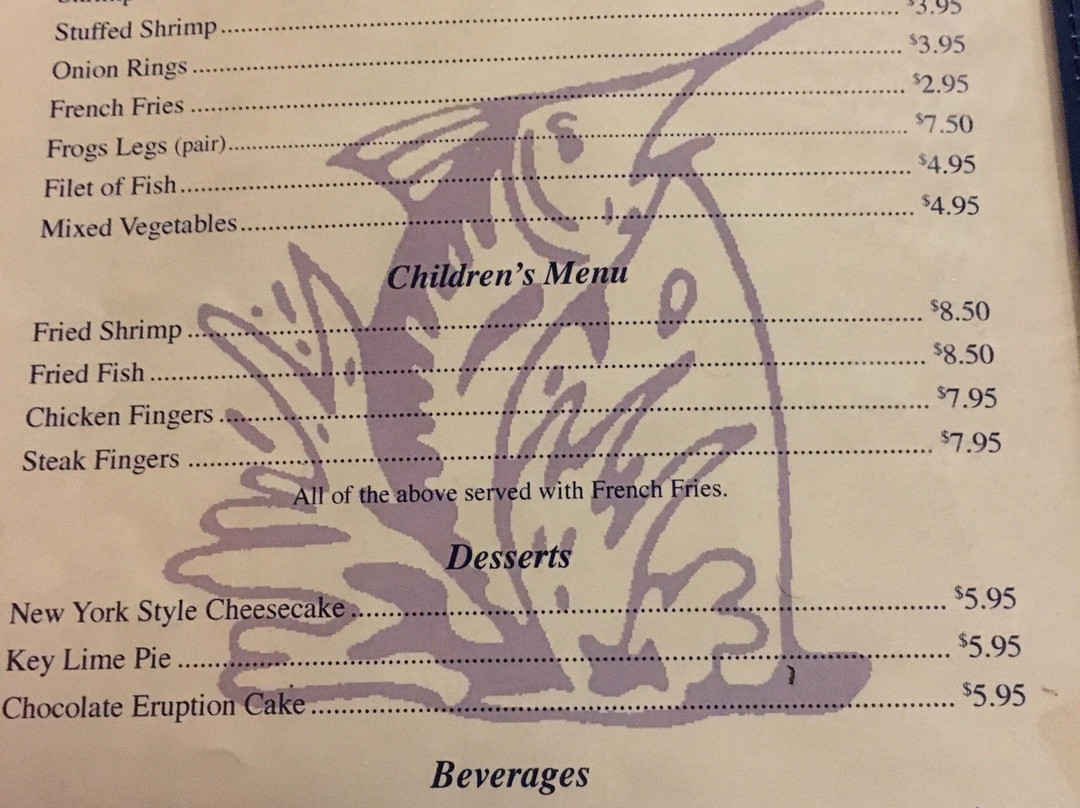 Stuffed Shrimp ........ $3.95
Onion Rings ........ $3.95
French Fries ........ $2.95
Frogs Legs (pair) ........ $7.50
Filet of Fish ........ $4.95
Mixed Vegetables ........ $4.95
Children's Menu
Fried Shrimp ........ $8.50
Fried Fish ........ $8.50
Chicken Fingers ........ $7.95
Steak Fingers ........ $7.95
All of the above served with French Fries.
Desserts
New York Style Cheesecake ........ $5.95
Key Lime Pie ........ $5.95
Chocolate Eruption Cake ........ $5.95
Beverages